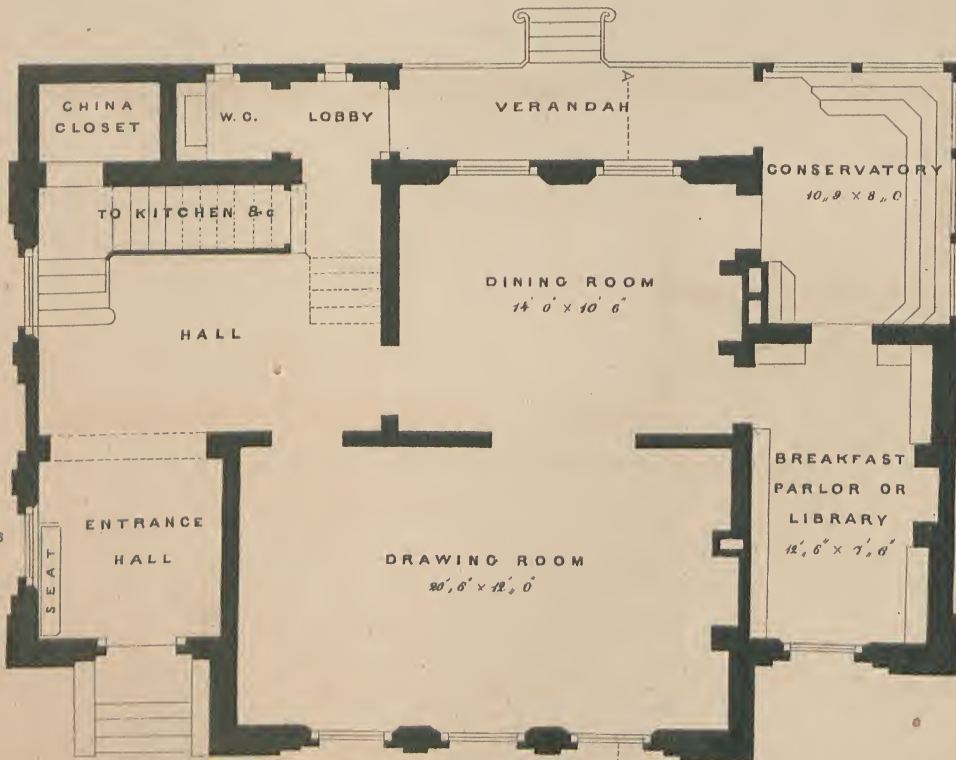 CHINA
CLOSET
W. C.
LOBBY
VERANDAH
A
CONSERVATORY
10,, 9 × 8,, 0
TO KITCHEN &c
DINING ROOM
14' 0" × 10' 6"
HALL
BREAKFAST
PARLOR OR
LIBRARY
12',, 6" × 7',, 6"
ENTRANCE
HALL
SEAT
DRAWING ROOM
20',, 6" × 12',, 0"